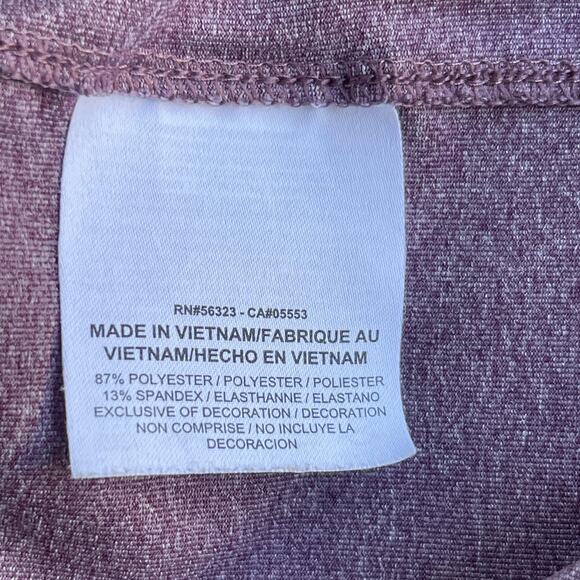 RN#56323 - CA#05553
MADE IN VIETNAM/FABRIQUE AU
VIETNAM/HECHO EN VIETNAM
87% POLYESTER / POLYESTER / POLIESTER
13% SPANDEX / ELASTHANNE / ELASTANO
EXCLUSIVE OF DECORATION / DECORATION
NON COMPRISE / NO INCLUYE LA
DECORACION